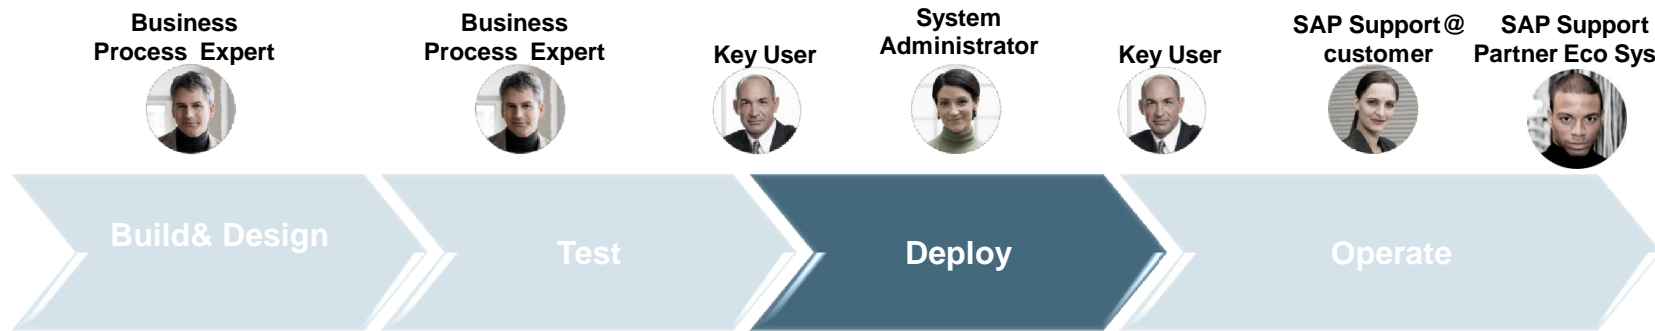 Business
Process Expert
Business
Process Expert
Key User
System
Administrator
Key User
SAP Support@
customer
SAP Support
Partner Eco Sys
Build& Design
Test
Deploy
Operate